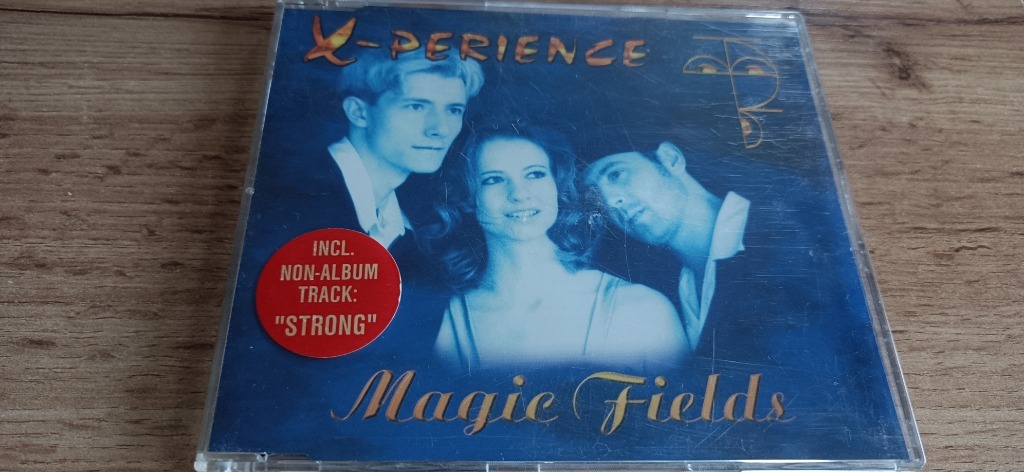 X-PERIENCE
INCL.
NON-ALBUM
TRACK:
"STRONG"
Magic Fields